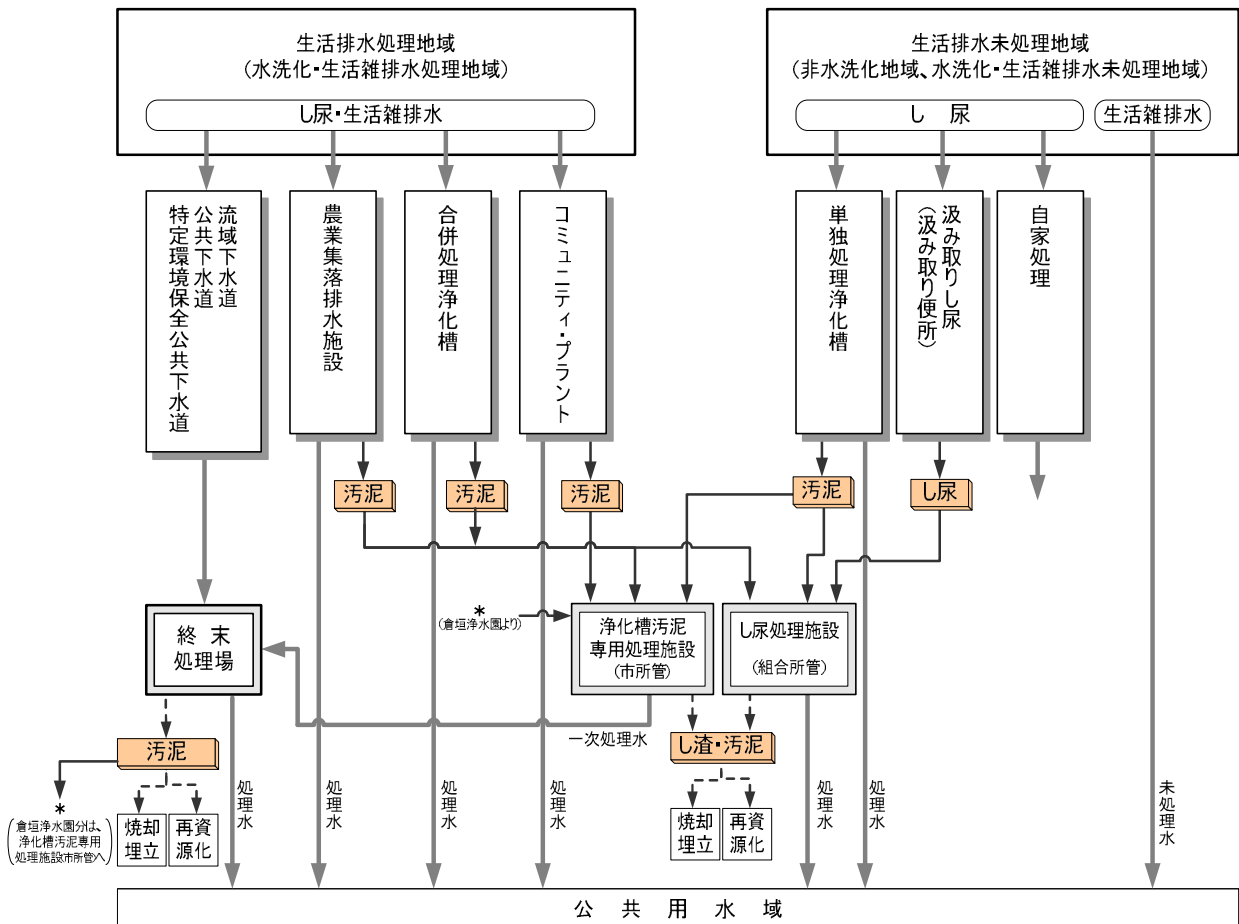 生活排水処理地域
(水洗化・生活雑排水処理地域)
し尿・生活雑排水
生活排水未処理地域
(非水洗化地域、水洗化・生活雑排水未処理地域)
し 尿
生活雑排水
流域下水道
公共下水道
特定環境保全公共下水道
農業集落排水施設
合併処理浄化槽
コミュニティ・プラント
単独処理浄化槽
汲み取りし尿
(汲み取り便所)
自家処理
汚泥
汚泥
汚泥
汚泥
し尿
終 末
処理場
*
(倉垣浄水園より)
浄化槽汚泥
専用処理施設
(市所管)
し尿処理施設
(組合所管)
一次処理水
汚泥
し渣・汚泥
*
(倉垣浄水園分は、
浄化槽汚泥専用
処理施設市所管へ)
焼却
埋立
再資
源化
処理水
焼却
埋立
再資
源化
処理水
処理水
未処理水
公 共 用 水 域